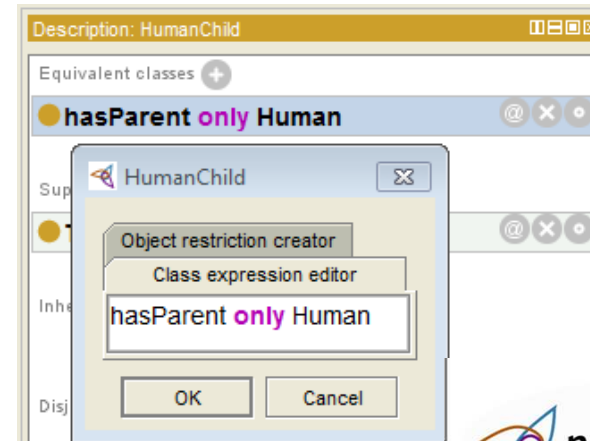 Description: HumanChild
Equivalent classes
hasParent only Human
@
HumanChild
Sup
@
Object restriction creator
Class expression editor
Inhe
hasParent only Human
OK
Cancel
Disj